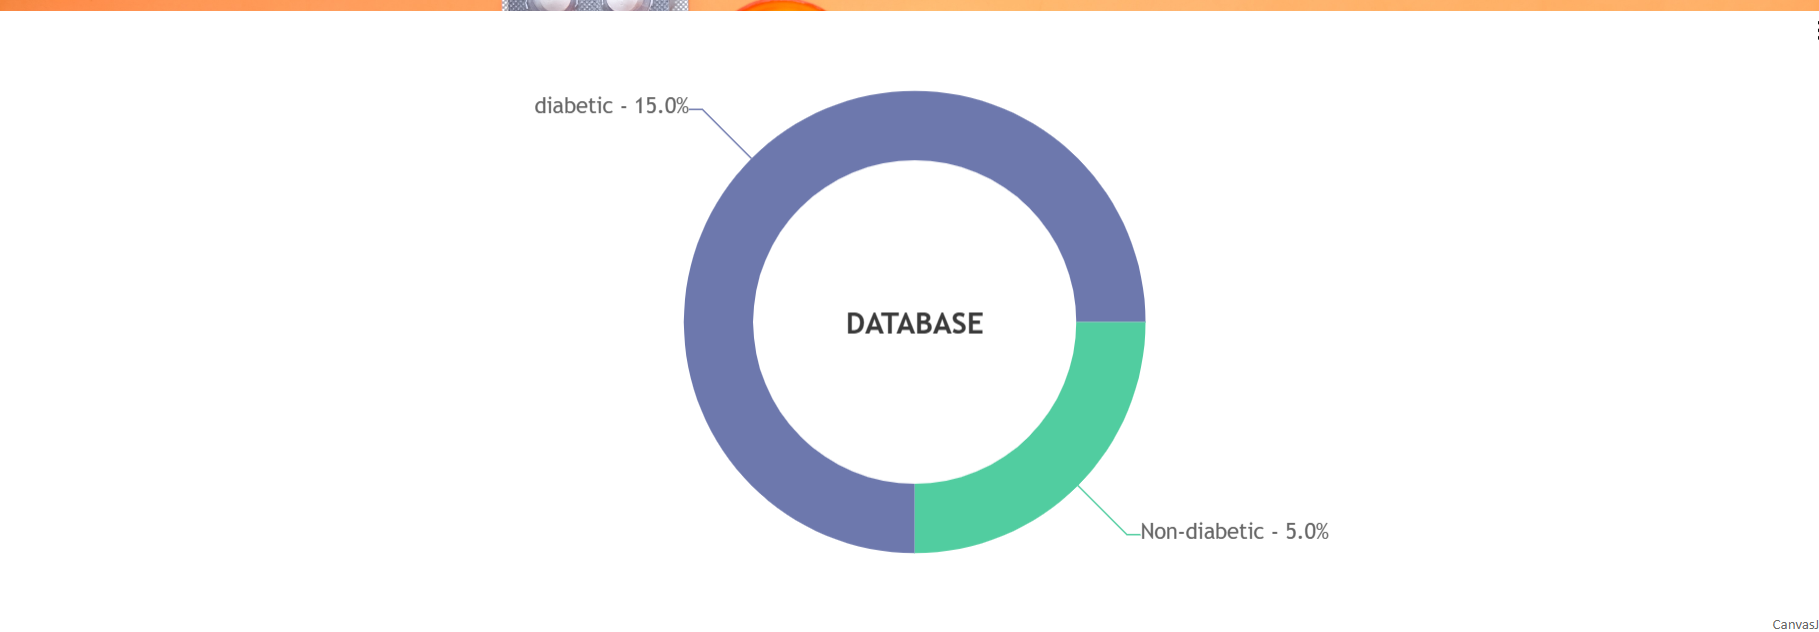 diabetic - 15.0%
DATABASE
Non-diabetic - 5.0%